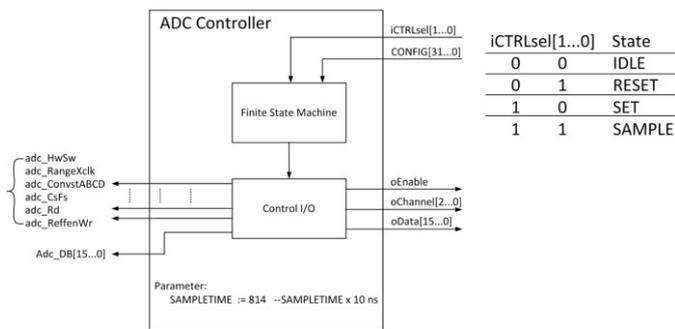 ADC Controller
iCTRLsel[1...0]
CONFIG[31...0]
Finite State Machine
adc_HwSw
adc_RangeXclk
adc_ConvstABCD
adc_CsFs
adc_Rd
adc_ReffenWr
Adc_DB[15...0]
Control I/O
oEnable
oChannel[2...0]
oData[15...0]
Parameter:
SAMPLETIME := 814 --SAMPLETIME x 10 ns
iCTRLsel[1...0] State
0 0 IDLE
0 1 RESET
1 0 SET
1 1 SAMPLE